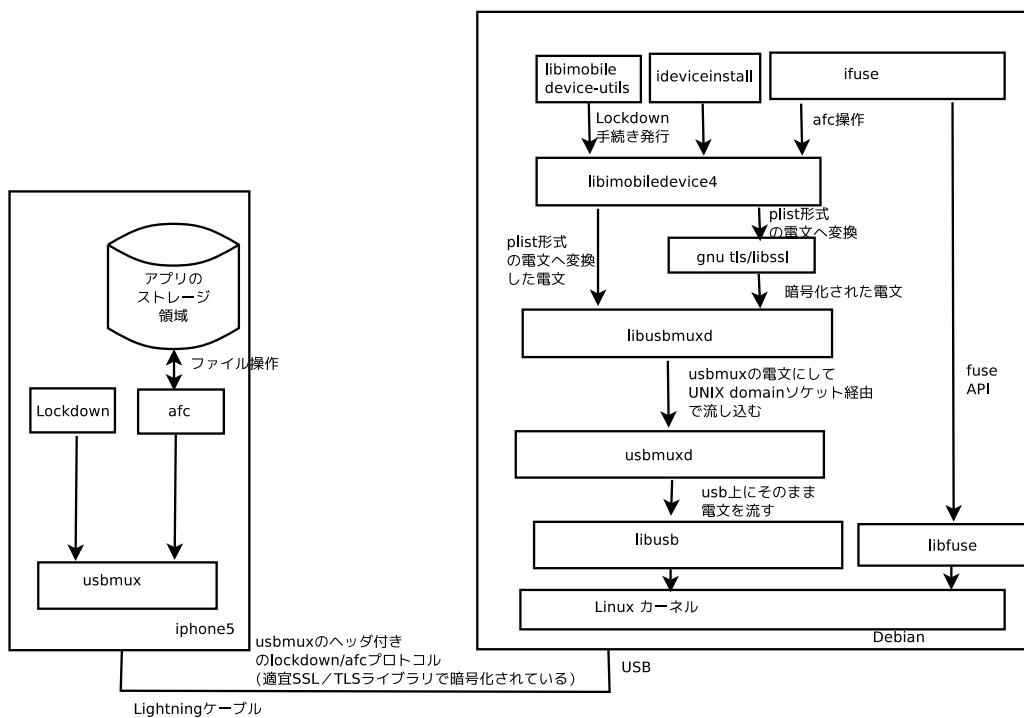 libimobile
device-utils
ideviceinstall
ifuse
Lockdown
手続き発行
afc操作
libimobiledevice4
plist形式
の電文へ変換
した電文
plist形式
の電文へ変換
gnu tls/libssl
暗号化された電文
libusbmuxd
usbmuxの電文にして
UNIX domainソケット経由
で流し込む
fuse
API
usbmuxd
usb上にそのまま
電文を流す
libusb
libfuse
Linux カーネル
Debian
アプリの
ストレージ
領域
ファイル操作
Lockdown
afc
usbmux
iphone5
usbmuxのヘッダ付き
のlockdown/afcプロトコル
（適宜SSL／TLSライブラリで暗号化されている）
USB
Lightningケーブル